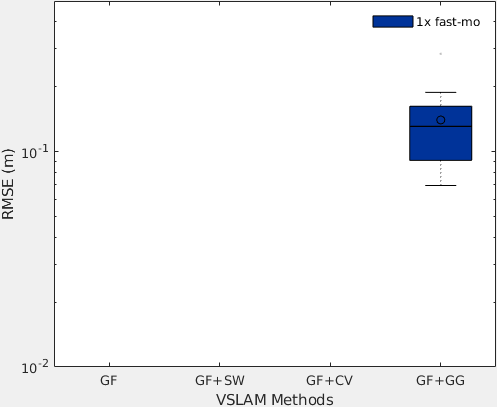 1x fast-mo
10-1
RMSE (m)
10-2
GF GF+SW GF+CV GF+GG
VSLAM Methods